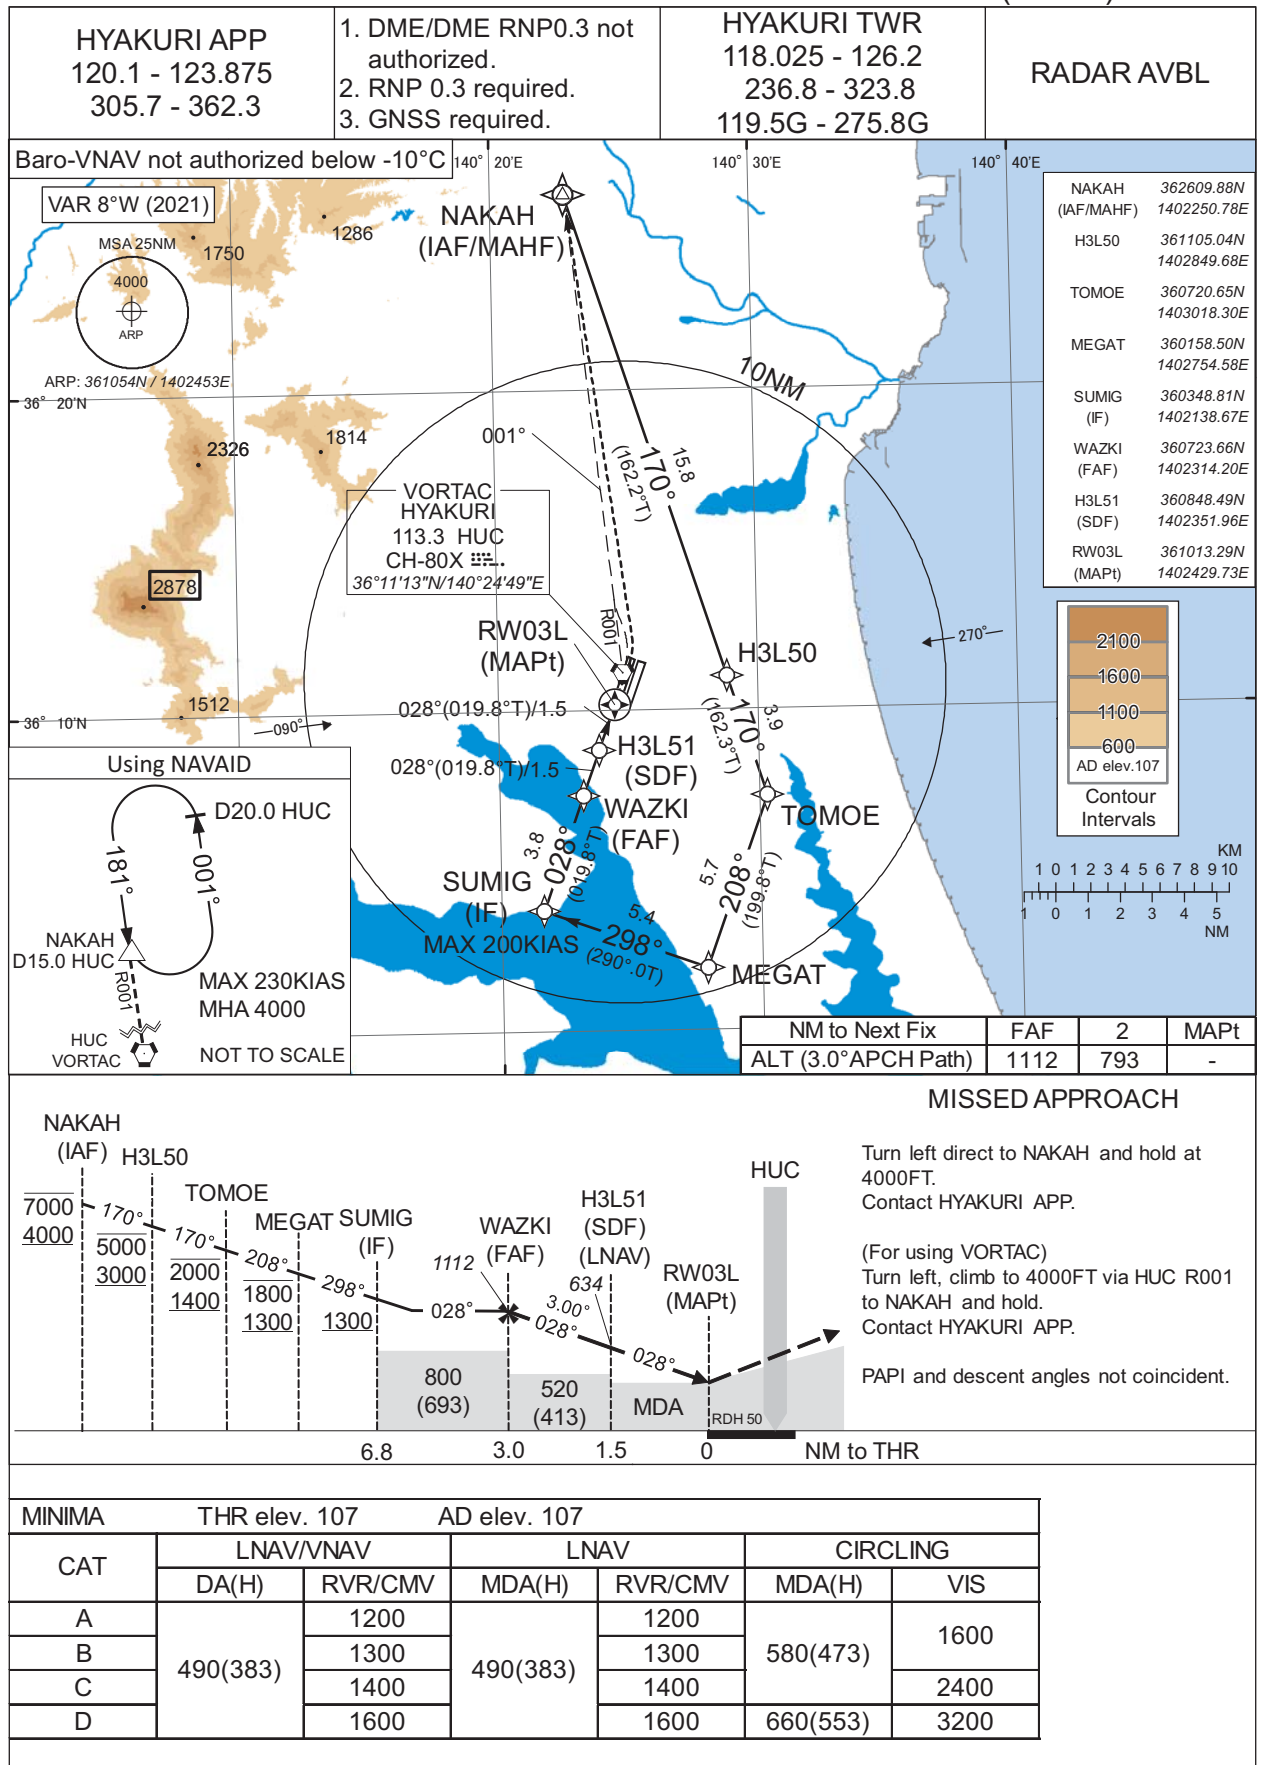 HYAKURI APP
120.1 - 123.875
305.7 - 362.3
1. DME/DME RNP0.3 not
authorized.
2. RNP 0.3 required.
3. GNSS required.
HYAKURI TWR
118.025 - 126.2
236.8 - 323.8
119.5G - 275.8G
RADAR AVBL
Baro-VNAV not authorized below -10°C
140° 20'E
140° 30'E
140° 40'E
VAR 8°W (2021)
MSA 25NM
4000
ARP
ARP: 361054N / 1402453E
1750
1286
NAKAH
(IAF/MAHF)
NAKAH 362609.88N
(IAF/MAHF) 1402250.78E
H3L50 361105.04N
1402849.68E
TOMOE 360720.65N
1403018.30E
MEGAT 360158.50N
1402754.58E
SUMIG 360348.81N
(IF) 1402138.67E
WAZKI 360723.66N
(FAF) 1402314.20E
H3L51 360848.49N
(SDF) 1402351.96E
RW03L 361013.29N
(MAPt) 1402429.73E
10NM
36° 20'N
2326
1814
001°
15.8
170°
(162.2°T)
VORTAC
HYAKURI
113.3 HUC
CH-80X
36°11'13"N/140°24'49"E
2878
R001
RW03L
(MAPt)
H3L50
270°
2100
1600
1100
600
AD elev.107
Contour
Intervals
1512
36° 10'N
090°
028°(019.8°T)/1.5
3.9
170°
(162.3°T)
H3L51
(SDF)
028°(019.8°T)/1.5
WAZKI
(FAF)
TOMOE
Using NAVAID
D20.0 HUC
181°
001°
NAKAH
D15.0 HUC
R001
MAX 230KIAS
MHA 4000
HUC
VORTAC
NOT TO SCALE
3.8
028°
(019.8°T)
SUMIG
(IF)
MAX 200KIAS
5.4
298°
(290°.0T)
5.7
208°
(199.8°T)
MEGAT
KM
1 0 1 2 3 4 5 6 7 8 9 10
1 0 1 2 3 4 5
NM
NM to Next Fix FAF 2 MAPt
ALT (3.0°APCH Path) 1112 793 -
NAKAH
(IAF)
H3L50
TOMOE
MEGAT
SUMIG
(IF)
WAZKI
(FAF)
H3L51
(SDF)
(LNAV)
RW03L
(MAPt)
HUC
7000
4000
170°
5000
3000
170°
2000
1400
208°
1800
1300
298°
1300
028°
1112
3.00°
028°
634
028°
800
(693)
520
(413)
MDA
RDH 50
6.8 3.0 1.5 0 NM to THR
MISSED APPROACH
Turn left direct to NAKAH and hold at
4000FT.
Contact HYAKURI APP.
(For using VORTAC)
Turn left, climb to 4000FT via HUC R001
to NAKAH and hold.
Contact HYAKURI APP.
PAPI and descent angles not coincident.
MINIMA THR elev. 107 AD elev. 107
CAT LNAV/VNAV LNAV CIRCLING
DA(H) RVR/CMV MDA(H) RVR/CMV MDA(H) VIS
A 490(383) 1200 490(383) 1200 580(473) 1600
B 1300 1300
C 1400 1400 2400
D 1600 1600 660(553) 3200